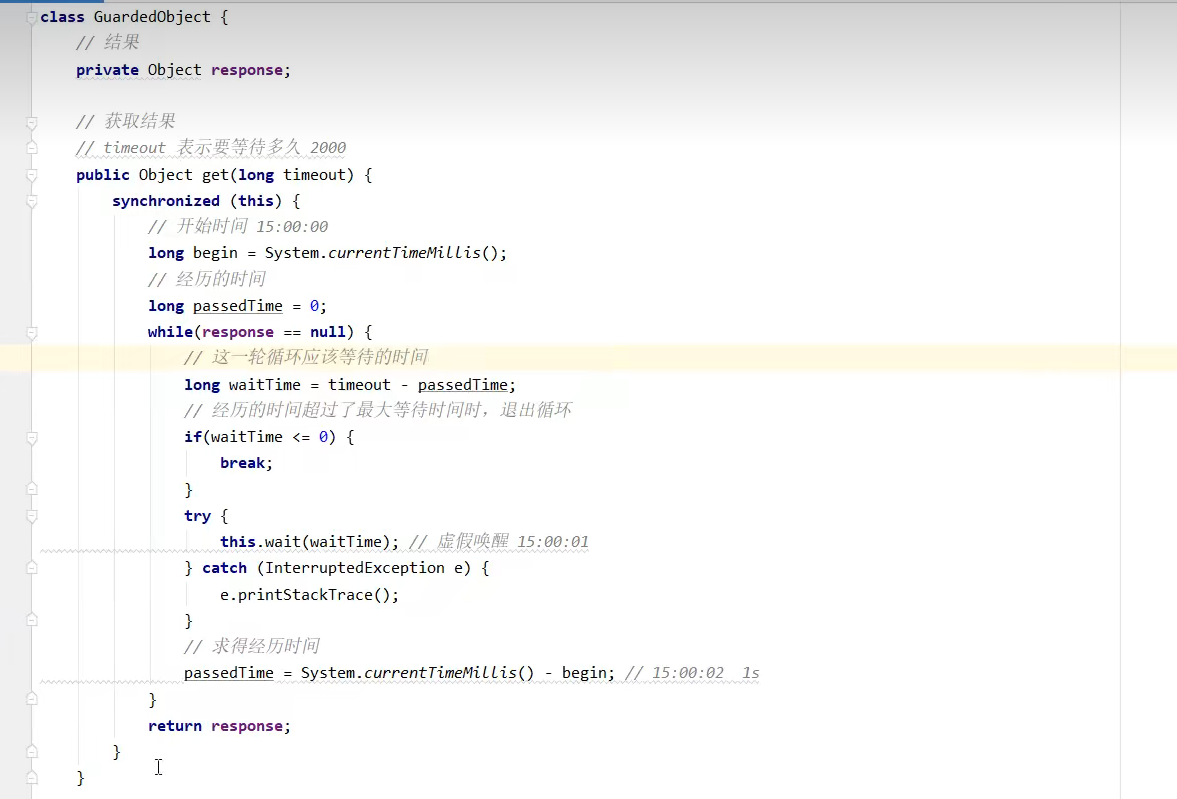 class GuardedObject {
// 结果
private Object response;
// 获取结果
// timeout 表示要等待多久 2000
public Object get(long timeout) {
synchronized (this) {
// 开始时间 15:00:00
long begin = System.currentTimeMillis();
// 经历的时间
long passedTime = 0;
while(response == null) {
// 这一轮循环应该等待的时间
long waitTime = timeout - passedTime;
// 经历的时间超过了最大等待时间时，退出循环
if(waitTime <= 0) {
break;
}
try {
this.wait(waitTime); // 虚假唤醒 15:00:01
} catch (InterruptedException e) {
e.printStackTrace();
}
// 求得经历时间
passedTime = System.currentTimeMillis() - begin; // 15:00:02  1s
}
return response;
}
}